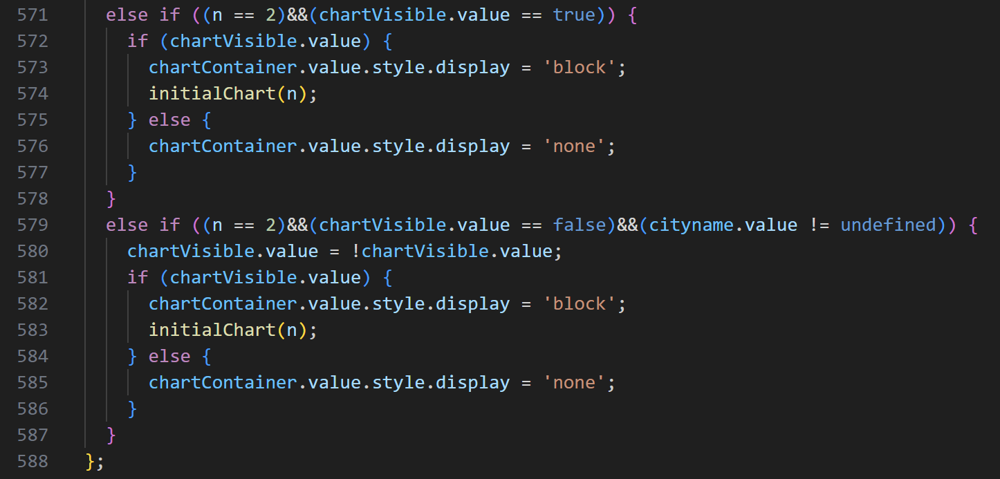 571 else if ((n == 2)&&(chartVisible.value == true)) {
572 if (chartVisible.value) {
573 chartContainer.value.style.display = 'block';
574 initialChart(n);
575 } else {
576 chartContainer.value.style.display = 'none';
577 }
578 }
579 else if ((n == 2)&&(chartVisible.value == false)&&(cityname.value != undefined)) {
580 chartVisible.value = !chartVisible.value;
581 if (chartVisible.value) {
582 chartContainer.value.style.display = 'block';
583 initialChart(n);
584 } else {
585 chartContainer.value.style.display = 'none';
586 }
587 }
588 };